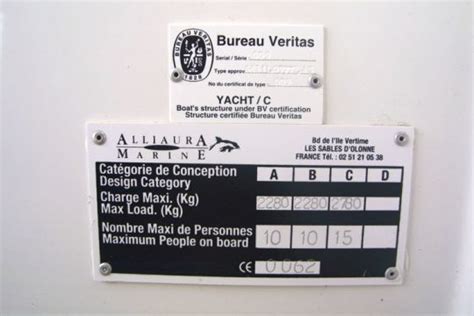 BUREAU VERITAS
1828
Bureau Veritas
Serial / Série
Type approv
No du certificat de type
YACHT / C
Boat's structure under BV certification
Structure certifiée Bureau Veritas
ALLIAURA
MARINE
Bd de l'Ile Vertime
LES SABLES D'OLONNE
FRANCE Tél. : 02 51 21 05 38
Catégorie de Conception
Design Category
A B C D
Charge Maxi. (Kg)
Max Load. (Kg)
2280 2280 2780
Nombre Maxi de Personnes
Maximum People on board
10 10 15
CE 0062